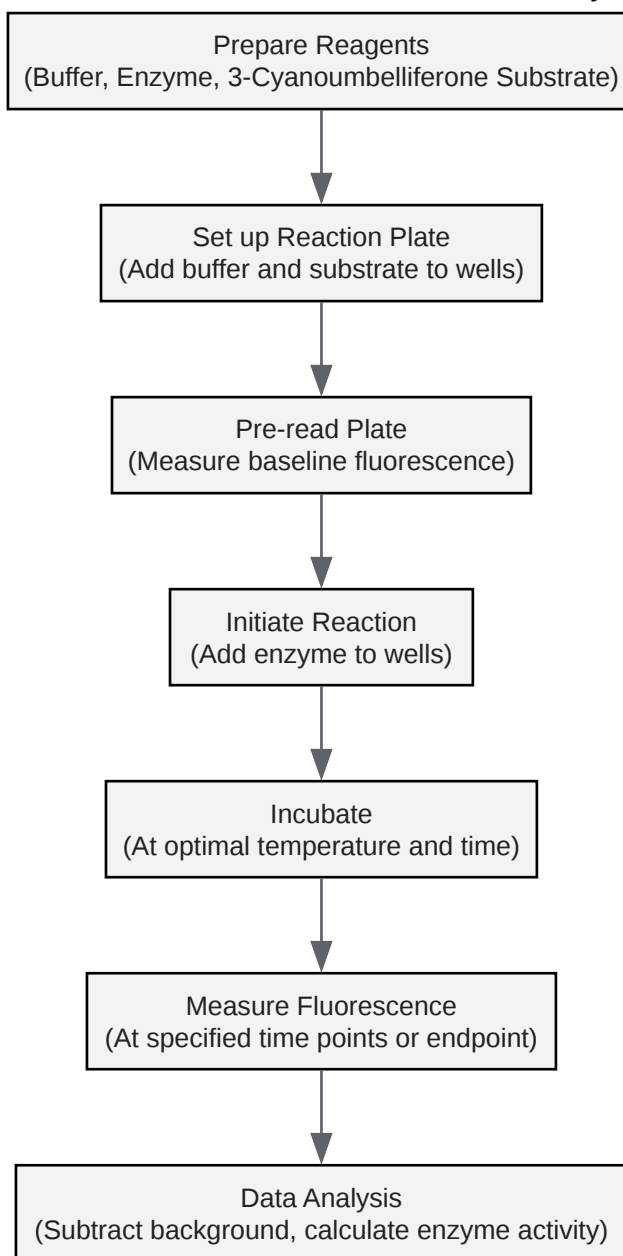 Prepare Reagents
(Buffer, Enzyme, 3-Cyanoumbelliferone Substrate)
Set up Reaction Plate
(Add buffer and substrate to wells)
Pre-read Plate
(Measure baseline fluorescence)
Initiate Reaction
(Add enzyme to wells)
Incubate
(At optimal temperature and time)
Measure Fluorescence
(At specified time points or endpoint)
Data Analysis
(Subtract background, calculate enzyme activity)